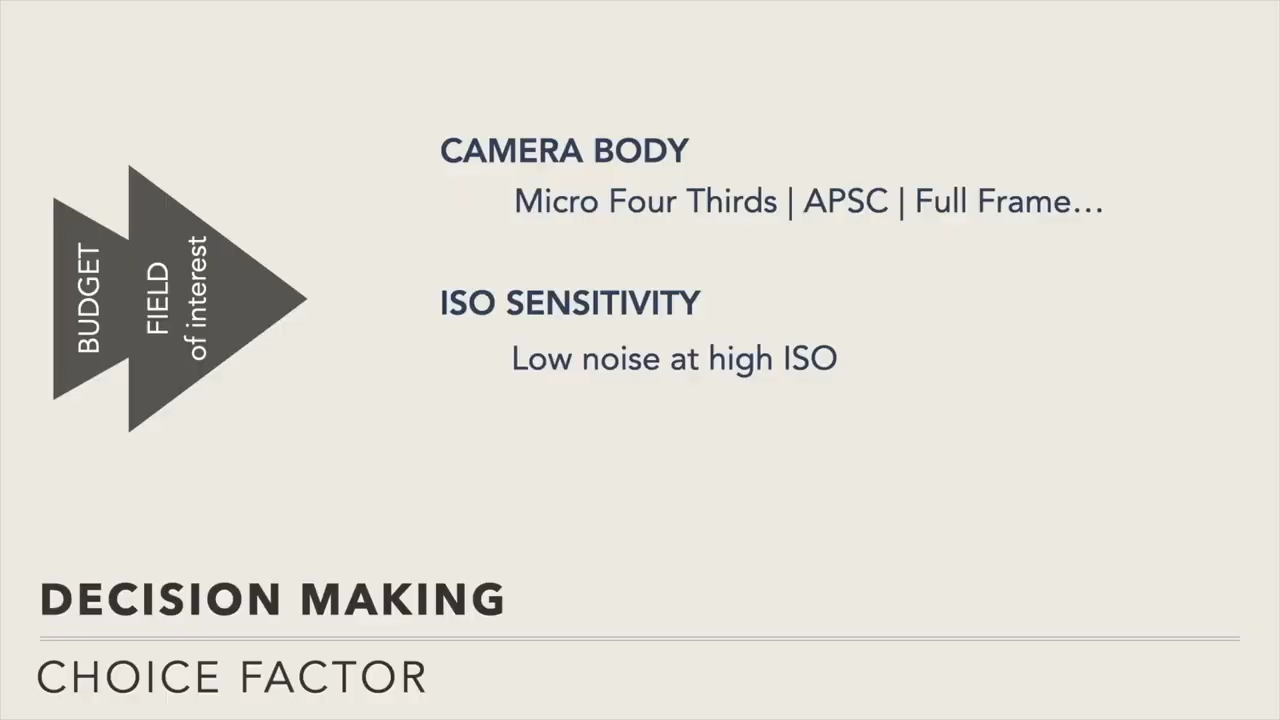 BUDGET
FIELD
of interest
CAMERA BODY
Micro Four Thirds | APSC | Full Frame…
ISO SENSITIVITY
Low noise at high ISO
DECISION MAKING
CHOICE FACTOR